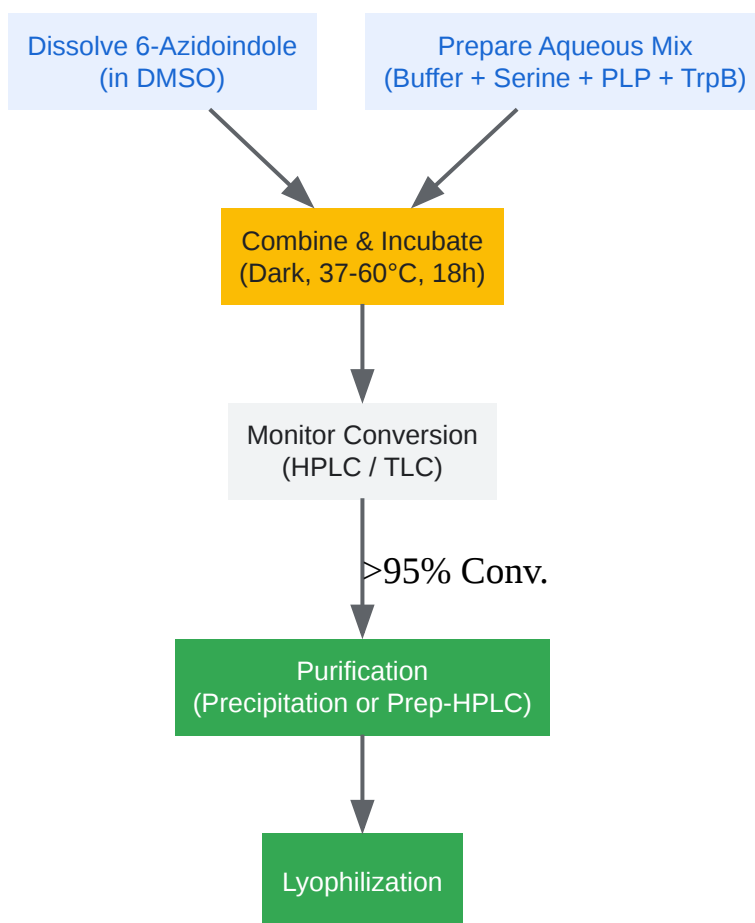 Dissolve 6-Azidoindole
(in DMSO)
Prepare Aqueous Mix
(Buffer + Serine + PLP + TrpB)
Combine & Incubate
(Dark, 37-60°C, 18h)
Monitor Conversion
(HPLC / TLC)
>95% Conv.
Purification
(Precipitation or Prep-HPLC)
Lyophilization